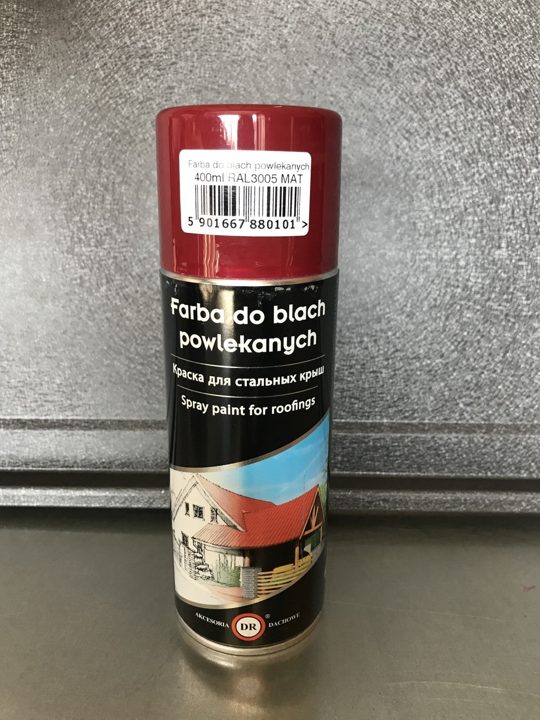 Farba do blach powlekanych
400ml RAL3005 MAT
5 901667 880101 >
Farba do blach
powlekanych
Краска для стальных крыш
Spray paint for roofings
AKCESORIA DR ® DACHOWE